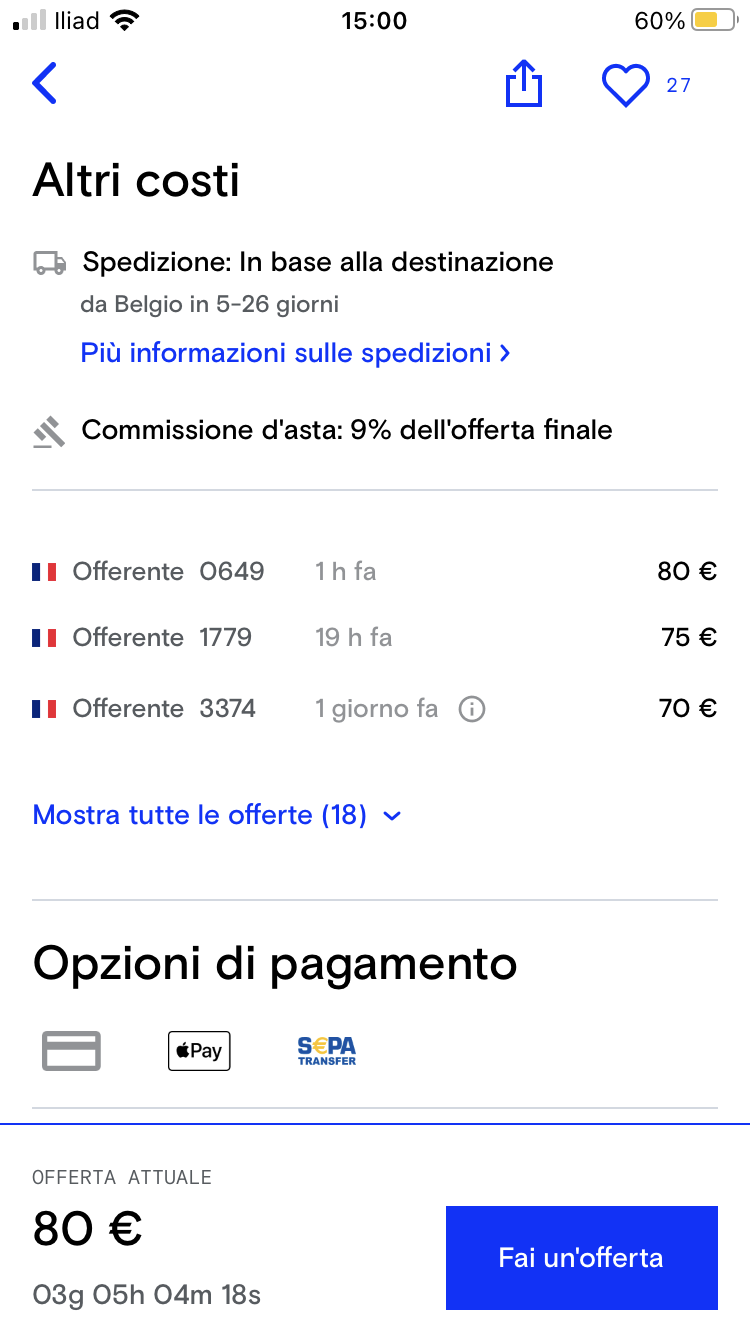 Iliad 15:00 60%
27
Altri costi
Spedizione: In base alla destinazione
da Belgio in 5-26 giorni
Più informazioni sulle spedizioni
Commissione d'asta: 9% dell'offerta finale
Offerente 0649 1 h fa 80 €
Offerente 1779 19 h fa 75 €
Offerente 3374 1 giorno fa 70 €
Mostra tutte le offerte (18)
Opzioni di pagamento
Pay
S€PA
TRANSFER
OFFERTA ATTUALE
80 €
Fai un'offerta
03g 05h 04m 18s